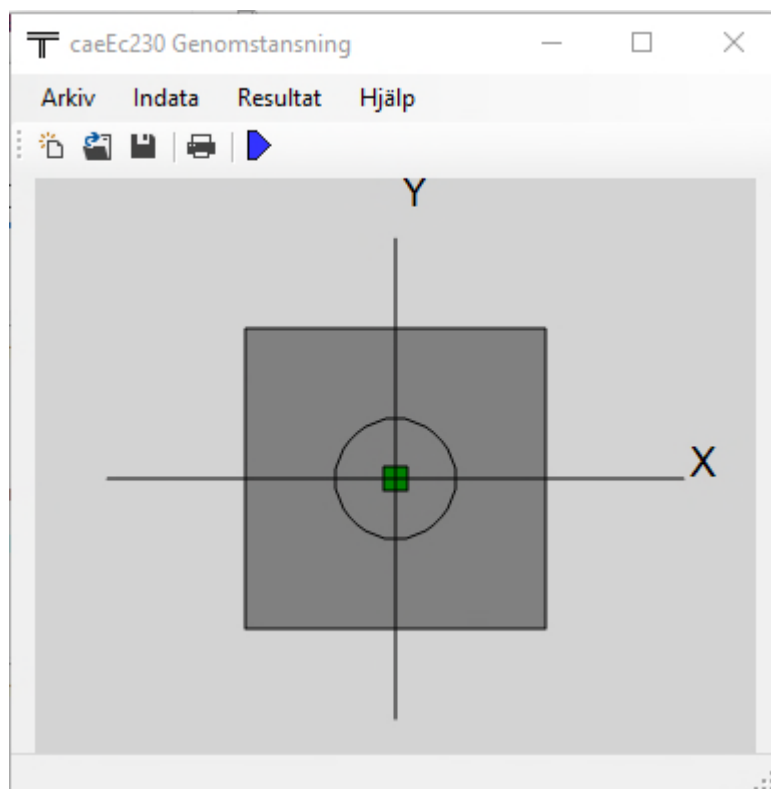 caeEc230 Genomstansning
Arkiv Indata Resultat Hjälp
Y
X